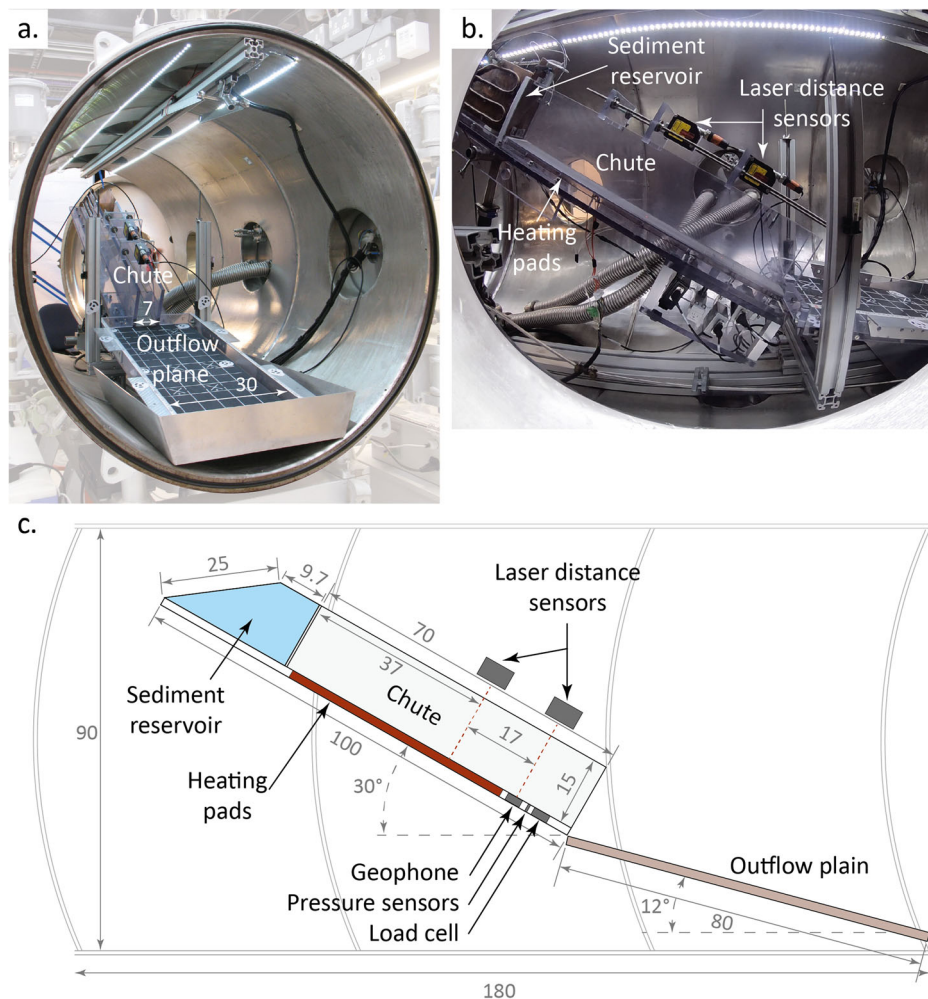 a.
Chute
7
Outflow
plane
30
b.
Sediment
reservoir
Laser distance
sensors
Chute
Heating
pads
c.
25
9.7
Laser distance
sensors
70
37
Chute
Sediment
reservoir
17
90
100
15
Heating
pads
30°
Geophone
Pressure sensors
Load cell
Outflow plain
12°
80
180